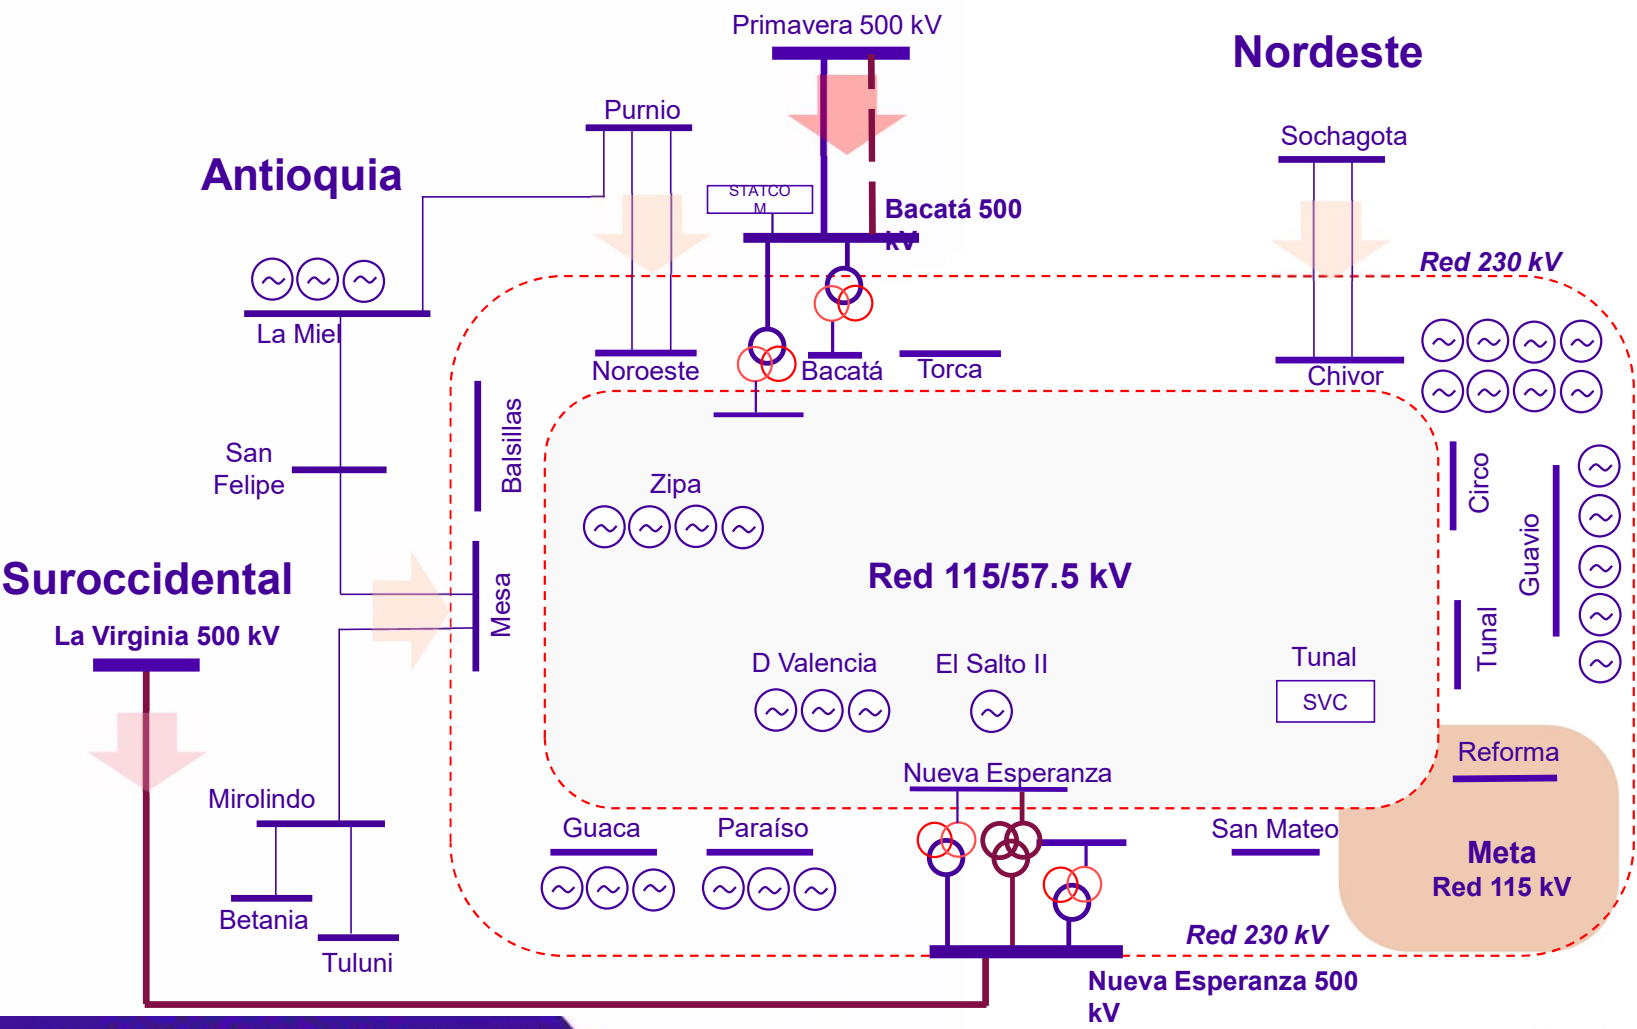 Primavera 500 kV
Nordeste
Purnio
Sochagota
Antioquia
STATCO
M
Bacatá 500
kV
Red 230 kV
La Miel
Noroeste
Bacatá
Torca
Chivor
Balsillas
San
Felipe
Zipa
Circo
Guavio
Suroccidental
Red 115/57.5 kV
La Virginia 500 kV
Mesa
Tunal
D Valencia
El Salto II
Tunal
SVC
Reforma
Nueva Esperanza
Mirolindo
Guaca
Paraíso
San Mateo
Meta
Red 115 kV
Betania
Tuluni
Red 230 kV
Nueva Esperanza 500
kV